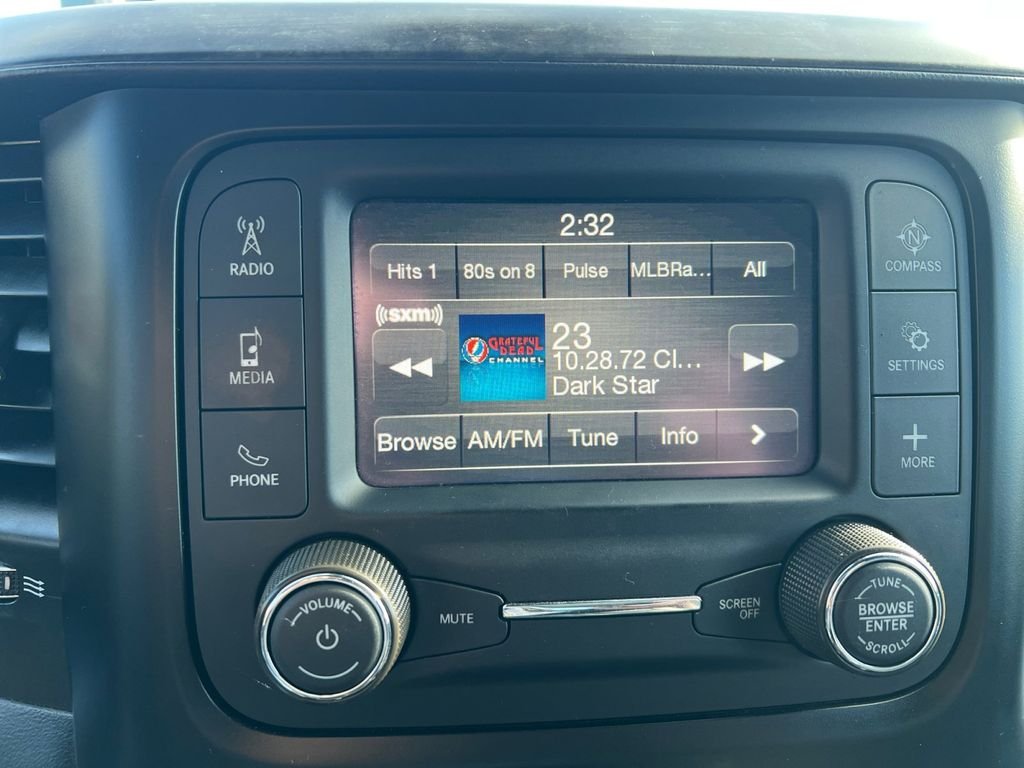 2:32
Hits 1 80s on 8 Pulse MLBRa... All
((sxm))
GRATEFUL
DEAD
CHANNEL
23
10.28.72 Cl...
Dark Star
Browse AM/FM Tune Info >
RADIO
MEDIA
PHONE
N
COMPASS
SETTINGS
MORE
VOLUME
MUTE
SCREEN
OFF
TUNE
BROWSE
ENTER
SCROLL